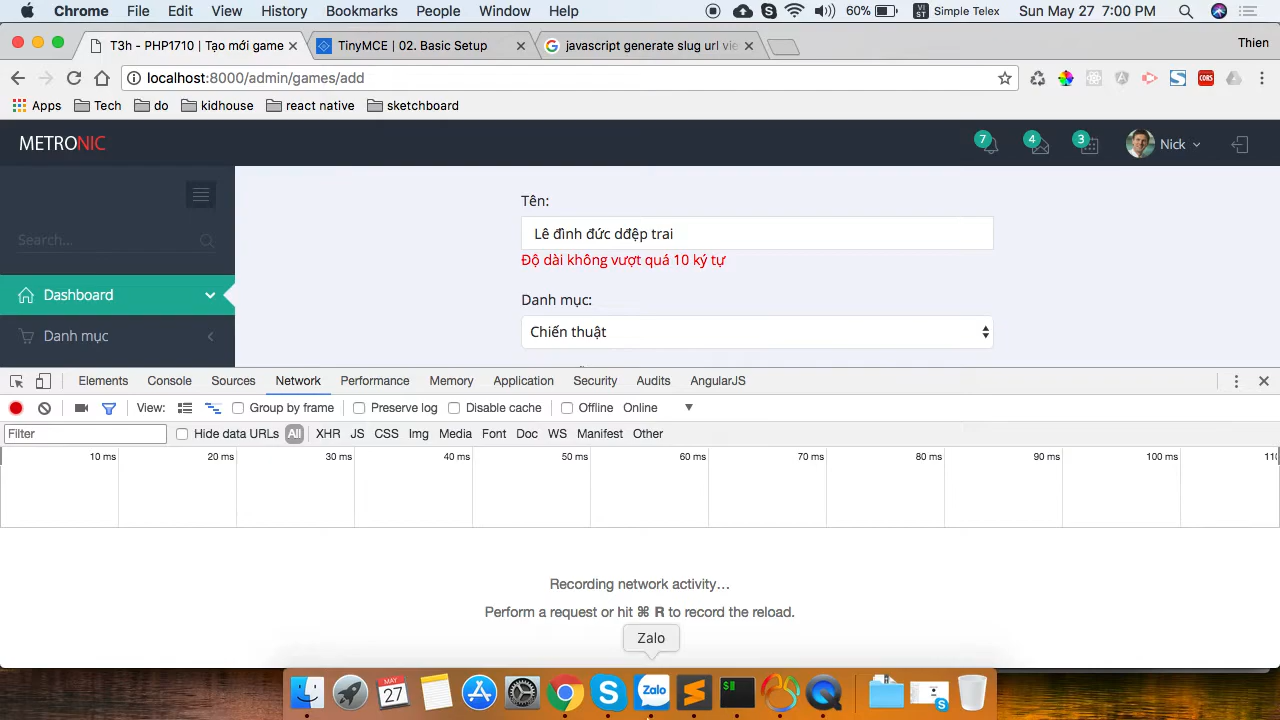 Chrome File Edit View History Bookmarks People Window Help 60% VI ST Simple Telex Sun May 27 7:00 PM
T3h - PHP1710 | Tạo mới game TinyMCE | 02. Basic Setup javascript generate slug url vie Thien
localhost:8000/admin/games/add
CORS
Apps Tech do kidhouse react native sketchboard
METRONIC 7 4 3 Nick
Search...
Dashboard
Danh mục
Tên:
Lê đình đức dđệp trai
Độ dài không vượt quá 10 ký tự
Danh mục:
Chiến thuật
Elements Console Sources Network Performance Memory Application Security Audits AngularJS
View: Group by frame Preserve log Disable cache Offline Online
Filter Hide data URLs All XHR JS CSS Img Media Font Doc WS Manifest Other
10 ms 20 ms 30 ms 40 ms 50 ms 60 ms 70 ms 80 ms 90 ms 100 ms 11(
Recording network activity…
Perform a request or hit ⌘ R to record the reload.
Zalo
MAY 27 Zalo